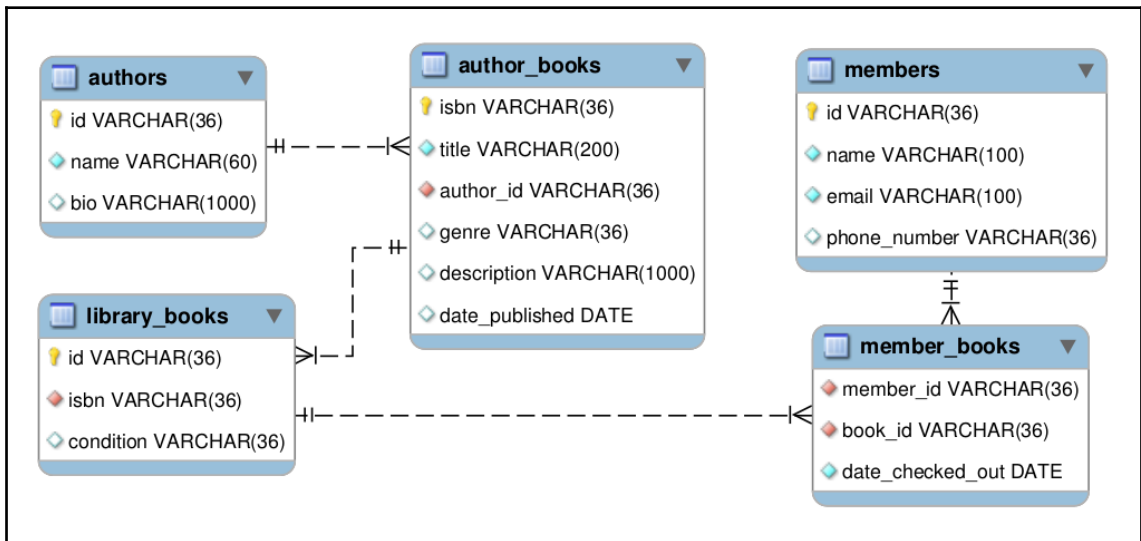 authors
id VARCHAR(36)
name VARCHAR(60)
bio VARCHAR(1000)
author_books
isbn VARCHAR(36)
title VARCHAR(200)
author_id VARCHAR(36)
genre VARCHAR(36)
description VARCHAR(1000)
date_published DATE
members
id VARCHAR(36)
name VARCHAR(100)
email VARCHAR(100)
phone_number VARCHAR(36)
library_books
id VARCHAR(36)
isbn VARCHAR(36)
condition VARCHAR(36)
member_books
member_id VARCHAR(36)
book_id VARCHAR(36)
date_checked_out DATE